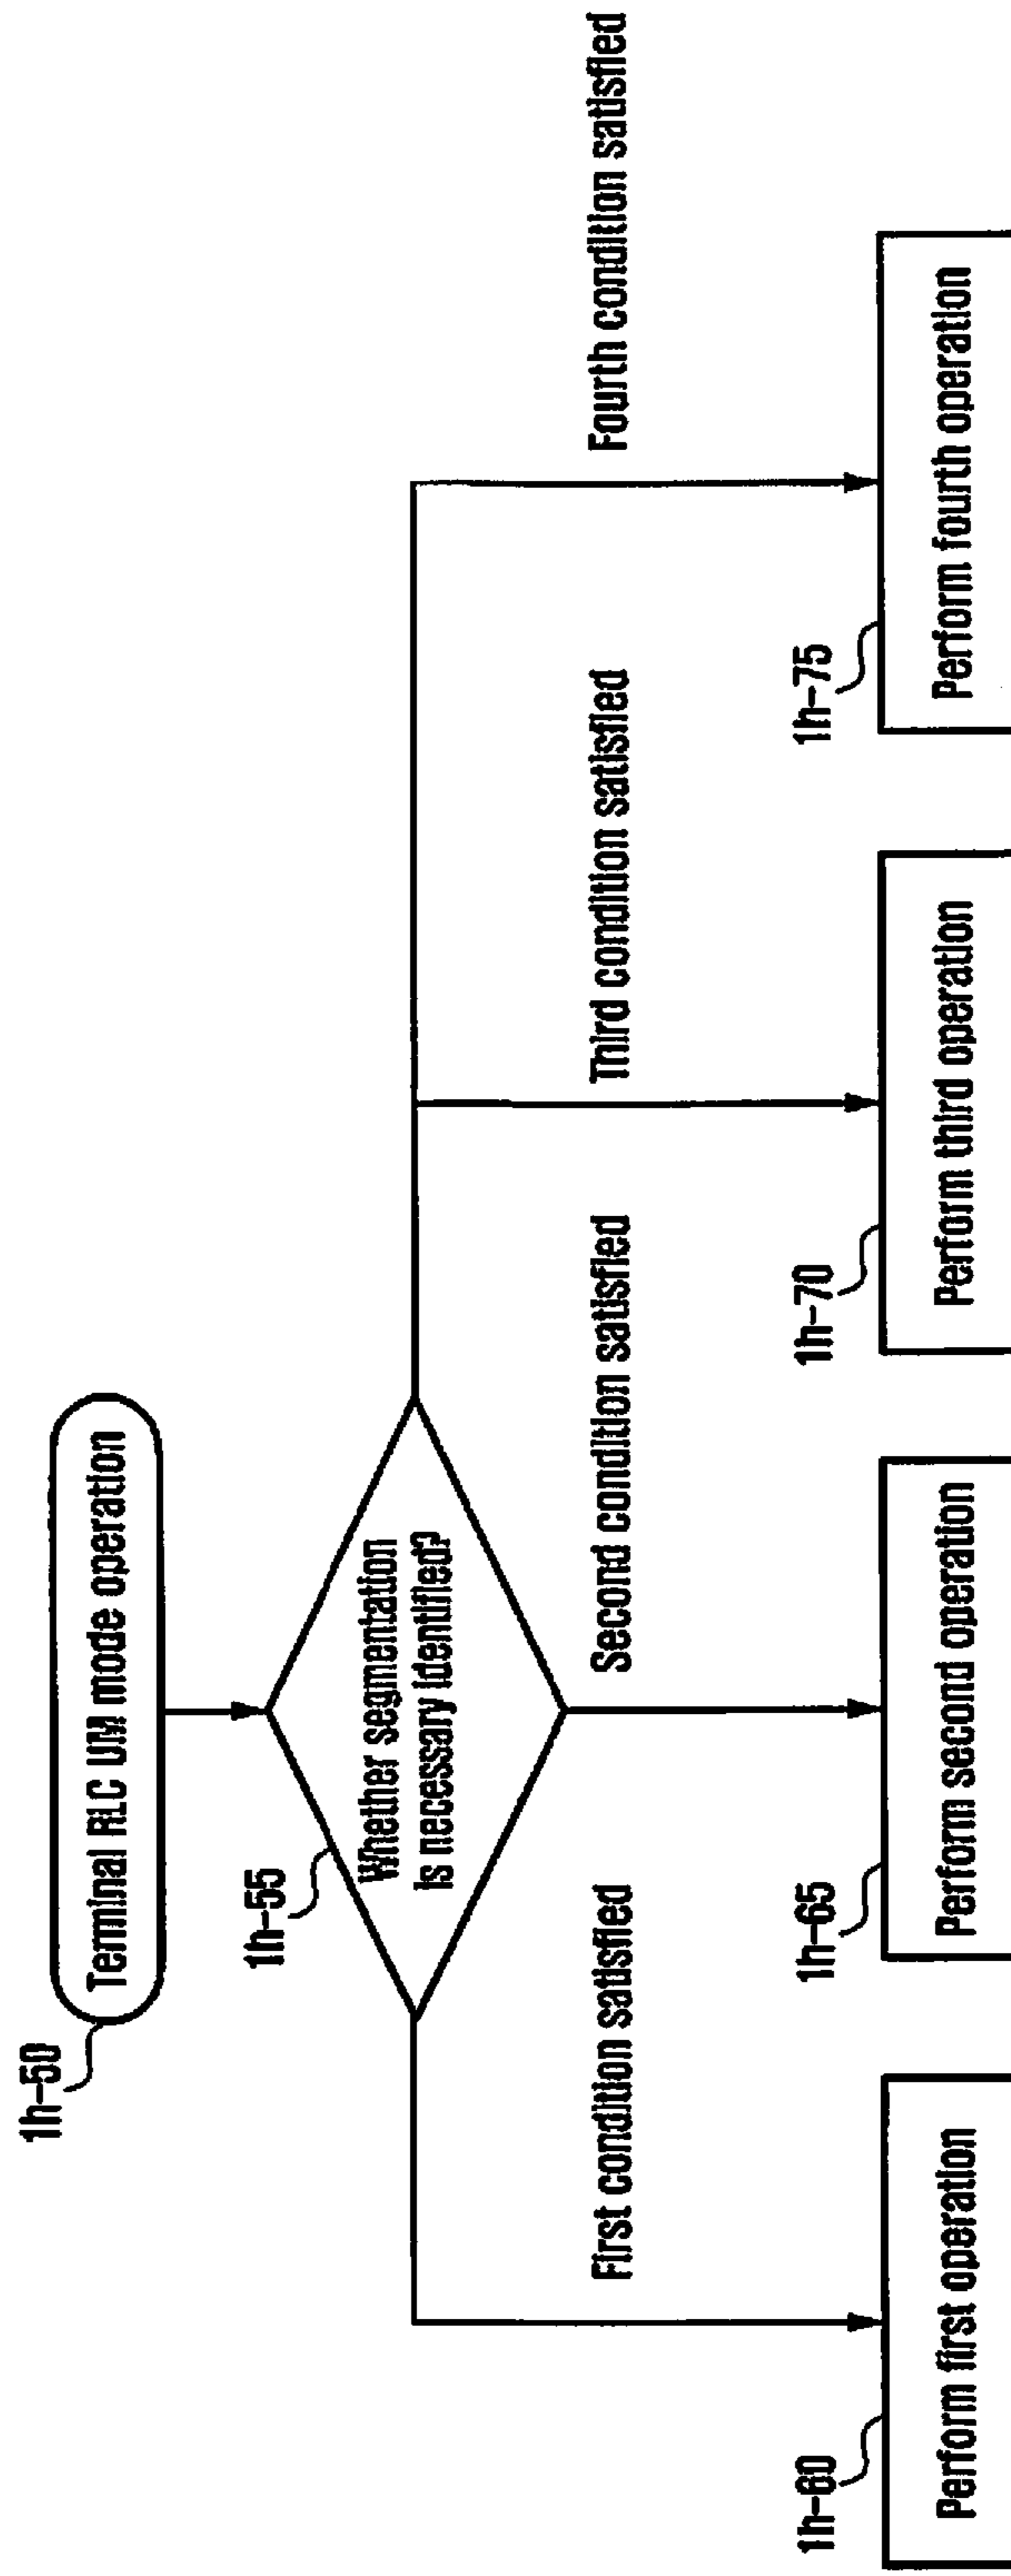 1h-50
Terminal RLC UM mode operation
1h-55
Whether segmentation
is necessary identified?
First condition satisfied
Second condition satisfied
Third condition satisfied
Fourth condition satisfied
1h-60
Perform first operation
1h-65
Perform second operation
1h-70
Perform third operation
1h-75
Perform fourth operation